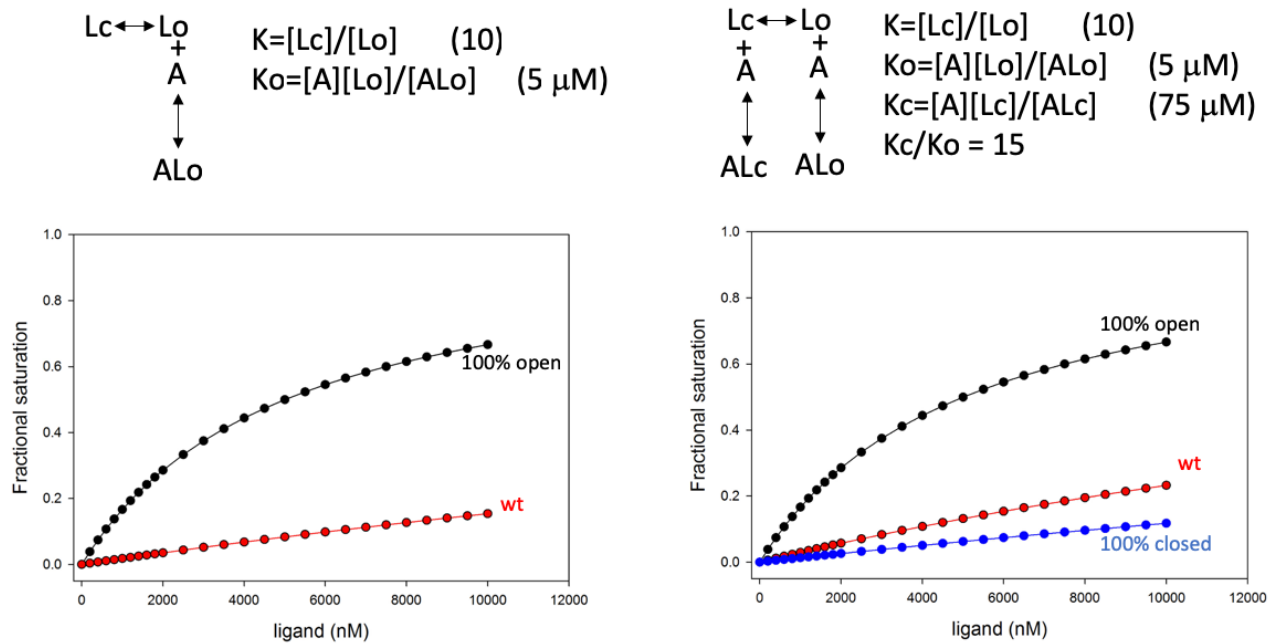 Lc↔Lo
+
A
ALo
K=[Lc]/[Lo] (10)
Ko=[A][Lo]/[ALo] (5 μM)
Lc↔Lo
+ +
A A
ALc ALo
K=[Lc]/[Lo] (10)
Ko=[A][Lo]/[ALo] (5 μM)
Kc=[A][Lc]/[ALc] (75 μM)
Kc/Ko = 15
Fractional saturation
1.0
0.8
0.6
0.4
0.2
0.0
100% open
wt
0 2000 4000 6000 8000 10000 12000
ligand (nM)
Fractional saturation
1.0
0.8
0.6
0.4
0.2
0.0
100% open
wt
100% closed
0 2000 4000 6000 8000 10000 12000
ligand (nM)